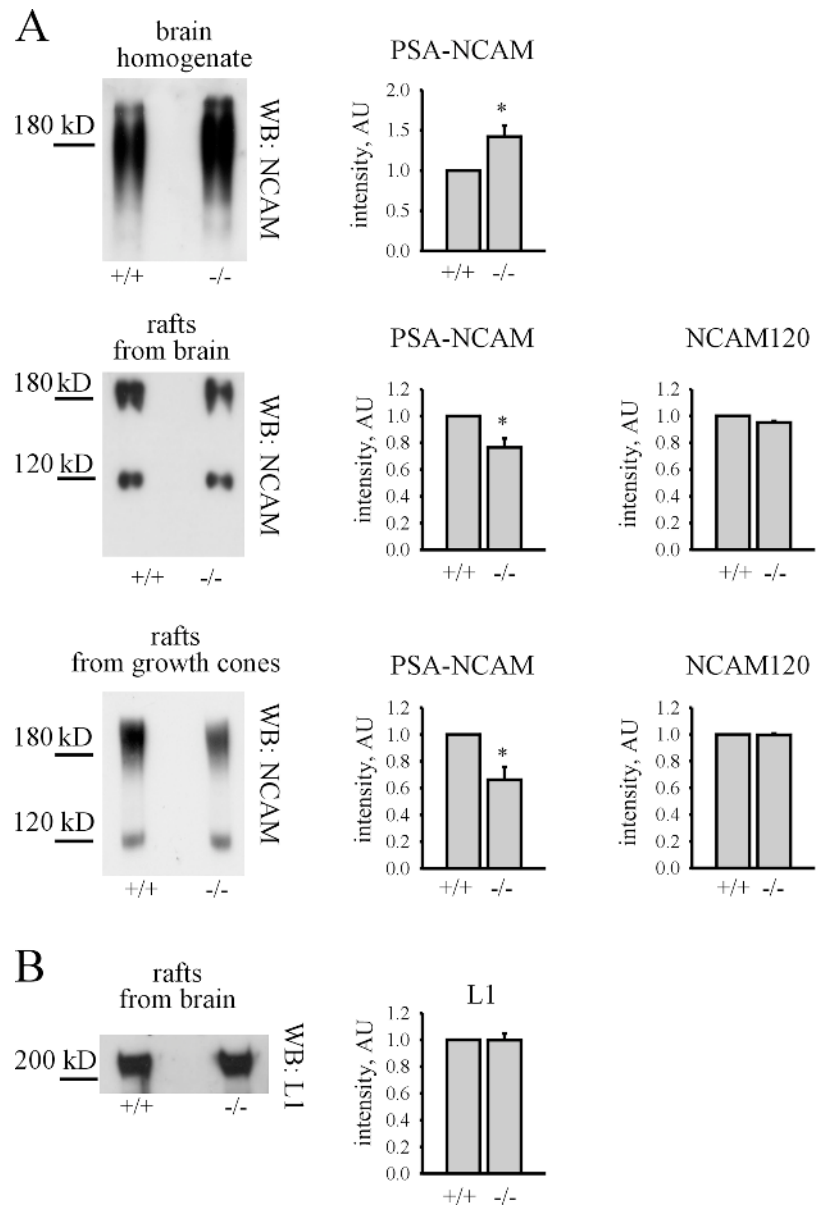 A
brain
homogenate
180 kD
WB: NCAM
+/+ -/-
PSA-NCAM
intensity, AU
2.0
1.5
1.0
0.5
0.0
*
+/+ -/-
rafts
from brain
180 kD
120 kD
WB: NCAM
+/+ -/-
PSA-NCAM
intensity, AU
1.2
1.0
0.8
0.6
0.4
0.2
0.0
*
+/+ -/-
NCAM120
intensity, AU
1.2
1.0
0.8
0.6
0.4
0.2
0.0
+/+ -/-
rafts
from growth cones
180 kD
120 kD
WB: NCAM
+/+ -/-
PSA-NCAM
intensity, AU
1.2
1.0
0.8
0.6
0.4
0.2
0.0
*
+/+ -/-
NCAM120
intensity, AU
1.2
1.0
0.8
0.6
0.4
0.2
0.0
+/+ -/-
B
rafts
from brain
200 kD
WB: L1
+/+ -/-
L1
intensity, AU
1.2
1.0
0.8
0.6
0.4
0.2
0.0
+/+ -/-